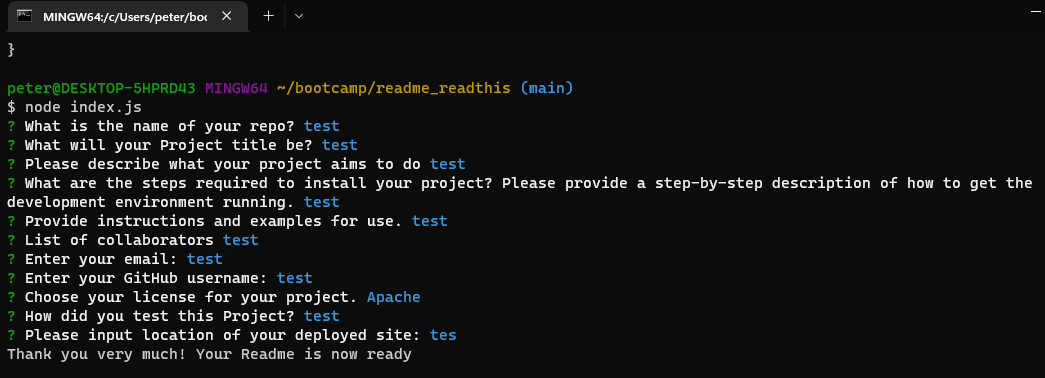 MINGW64:/c/Users/peter/boo
}
peter@DESKTOP-5HPRD43 MINGW64 ~/bootcamp/readme_readthis (main)
$ node index.js
? What is the name of your repo? test
? What will your Project title be? test
? Please describe what your project aims to do test
? What are the steps required to install your project? Please provide a step-by-step description of how to get the
development environment running. test
? Provide instructions and examples for use. test
? List of collaborators test
? Enter your email: test
? Enter your GitHub username: test
? Choose your license for your project. Apache
? How did you test this Project? test
? Please input location of your deployed site: tes
Thank you very much! Your Readme is now ready